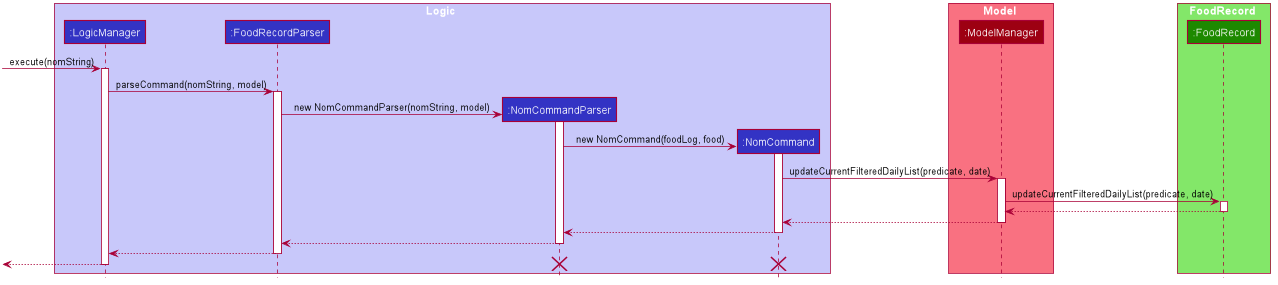 Logic
Model
FoodRecord
:LogicManager
:FoodRecordParser
:ModelManager
:FoodRecord
execute(nomString)
parseCommand(nomString, model)
new NomCommandParser(nomString, model)
:NomCommandParser
new NomCommand(foodLog, food)
:NomCommand
updateCurrentFilteredDailyList(predicate, date)
updateCurrentFilteredDailyList(predicate, date)